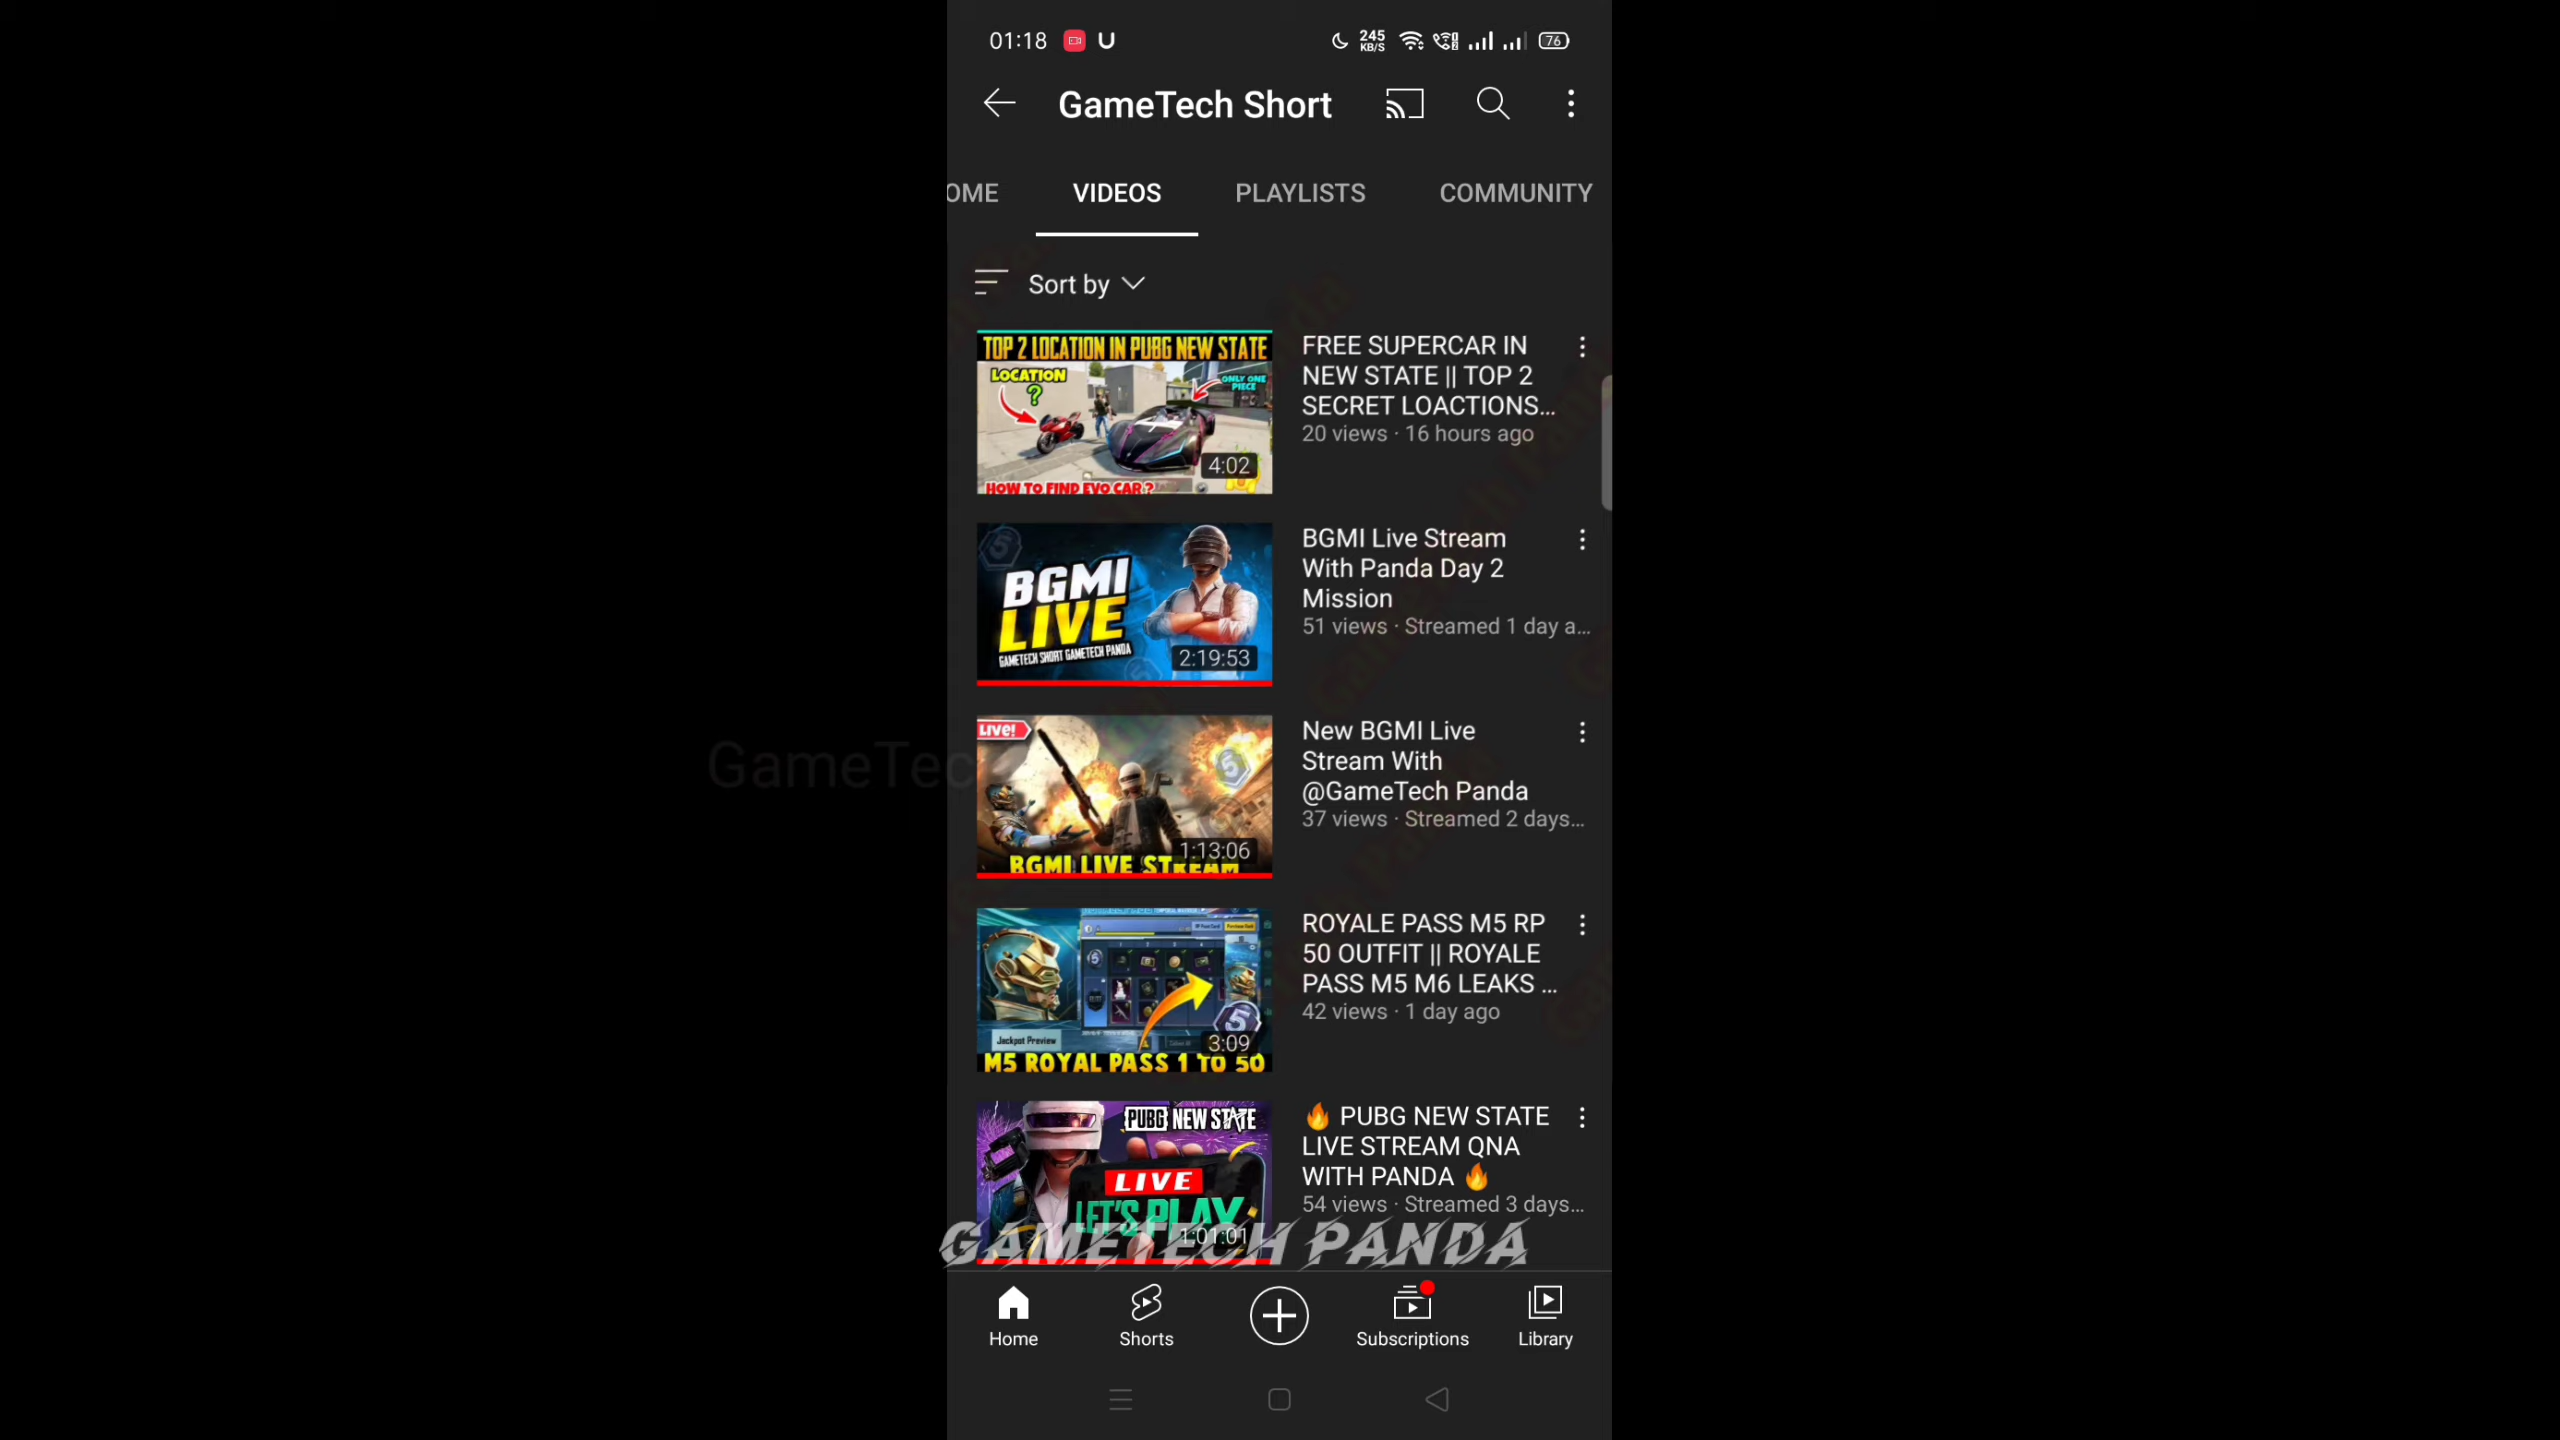 01:18 U 245 KB/S 76
GameTech Short
OME VIDEOS PLAYLISTS COMMUNITY
Sort by
TOP 2 LOCATION IN PUBG NEW STATE
LOCATION
?
ONLY ONE
PIECE
4:02
HOW TO FIND EVO CAR ?
FREE SUPERCAR IN
NEW STATE || TOP 2
SECRET LOACTIONS...
20 views · 16 hours ago
5
BGMI
LIVE
GAMETECH SHORT GAMETECH PANDA
2:19:53
BGMI Live Stream
With Panda Day 2
Mission
51 views · Streamed 1 day a...
LIVE!
5
1:13:06
BGMI LIVE STREAM
New BGMI Live
Stream With
@GameTech Panda
37 views · Streamed 2 days...
GameTec
5
Jackpot Preview
5
3:09
M5 ROYAL PASS 1 TO 50
ROYALE PASS M5 RP
50 OUTFIT || ROYALE
PASS M5 M6 LEAKS ...
42 views · 1 day ago
PUBG NEW STATE
LIVE
LET'S PLAY
1:01:01
🔥 PUBG NEW STATE
LIVE STREAM QNA
WITH PANDA 🔥
54 views · Streamed 3 days...
GAMETECH PANDA
Home Shorts Subscriptions Library